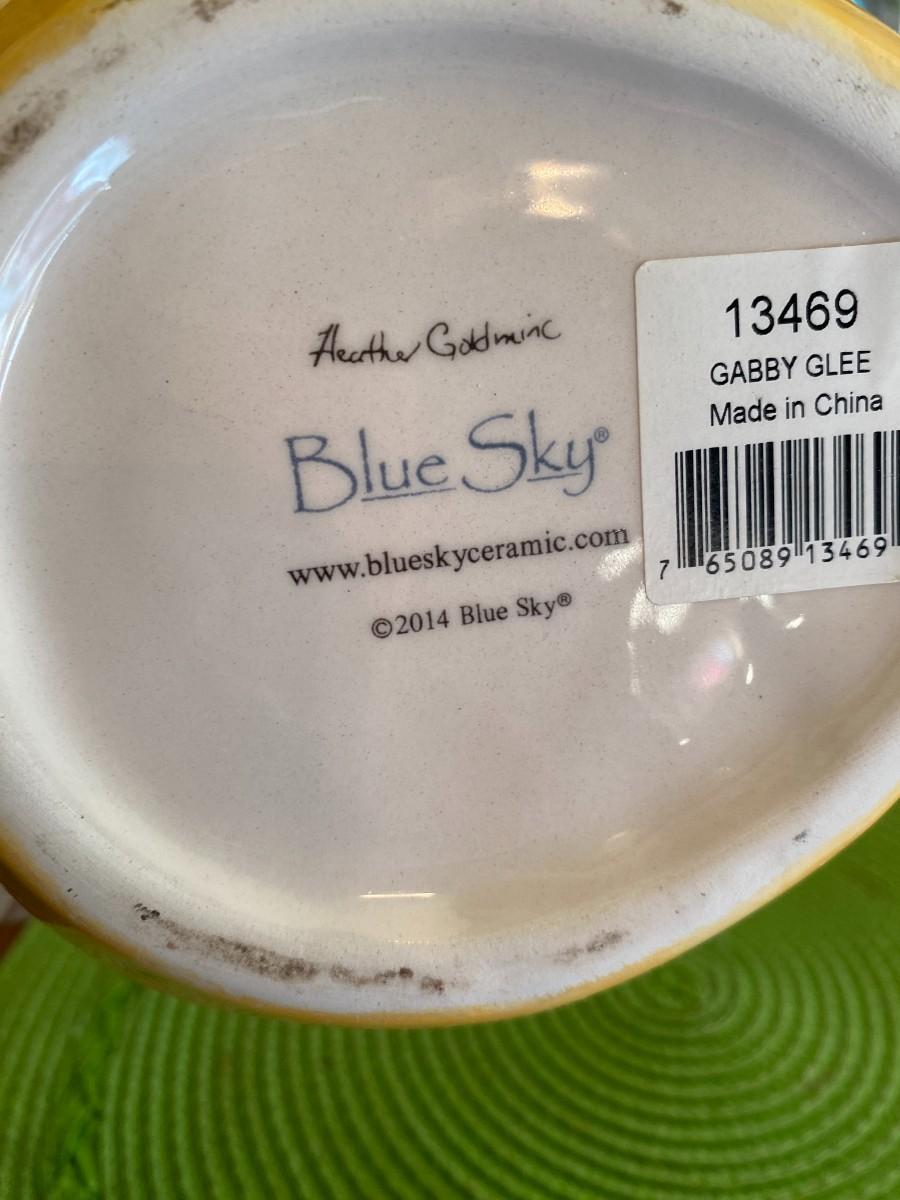 Heather Goldminc
Blue Sky®
www.blueskyceramic.com
©2014 Blue Sky®
13469
GABBY GLEE
Made in China
7 65089 13469